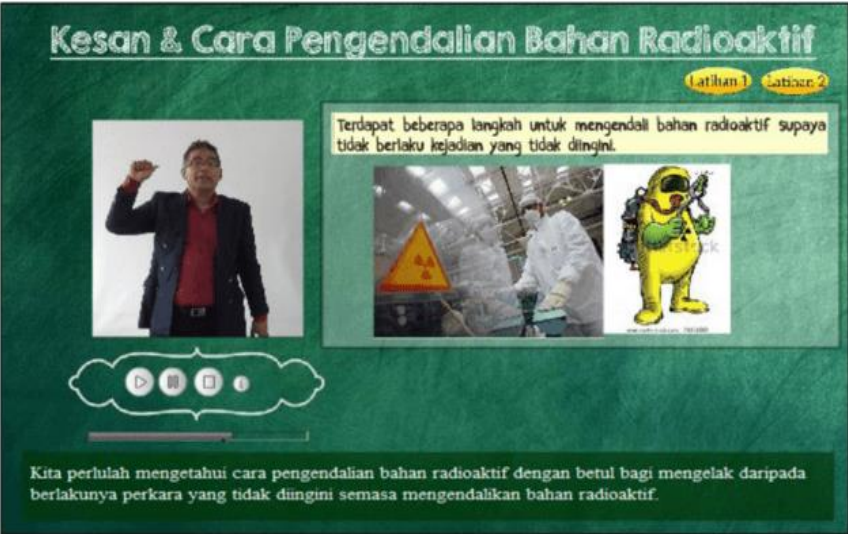 Kesan & Cara Pengendalian Bahan Radioaktif
Latihan 1 Latihan 2
Terdapat beberapa langkah untuk mengendali bahan radioaktif supaya
tidak berlaku kejadian yang tidak diingini.
Kita perlulah mengetahui cara pengendalian bahan radioaktif dengan betul bagi mengelak daripada
berlakunya perkara yang tidak diingini semasa mengendalikan bahan radioaktif.